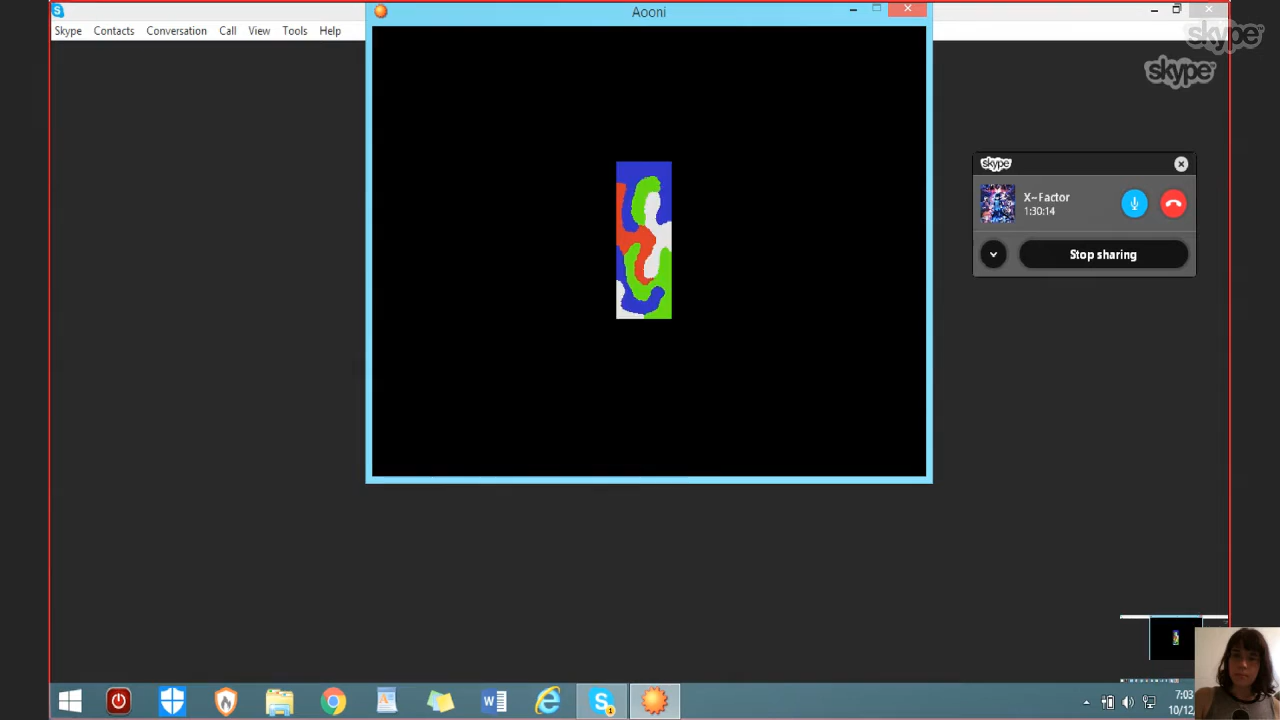 Aooni
Skype Contacts Conversation Call View Tools Help
skype
skype
skype
X~Factor
1:30:14
Stop sharing
7:03
10/12,